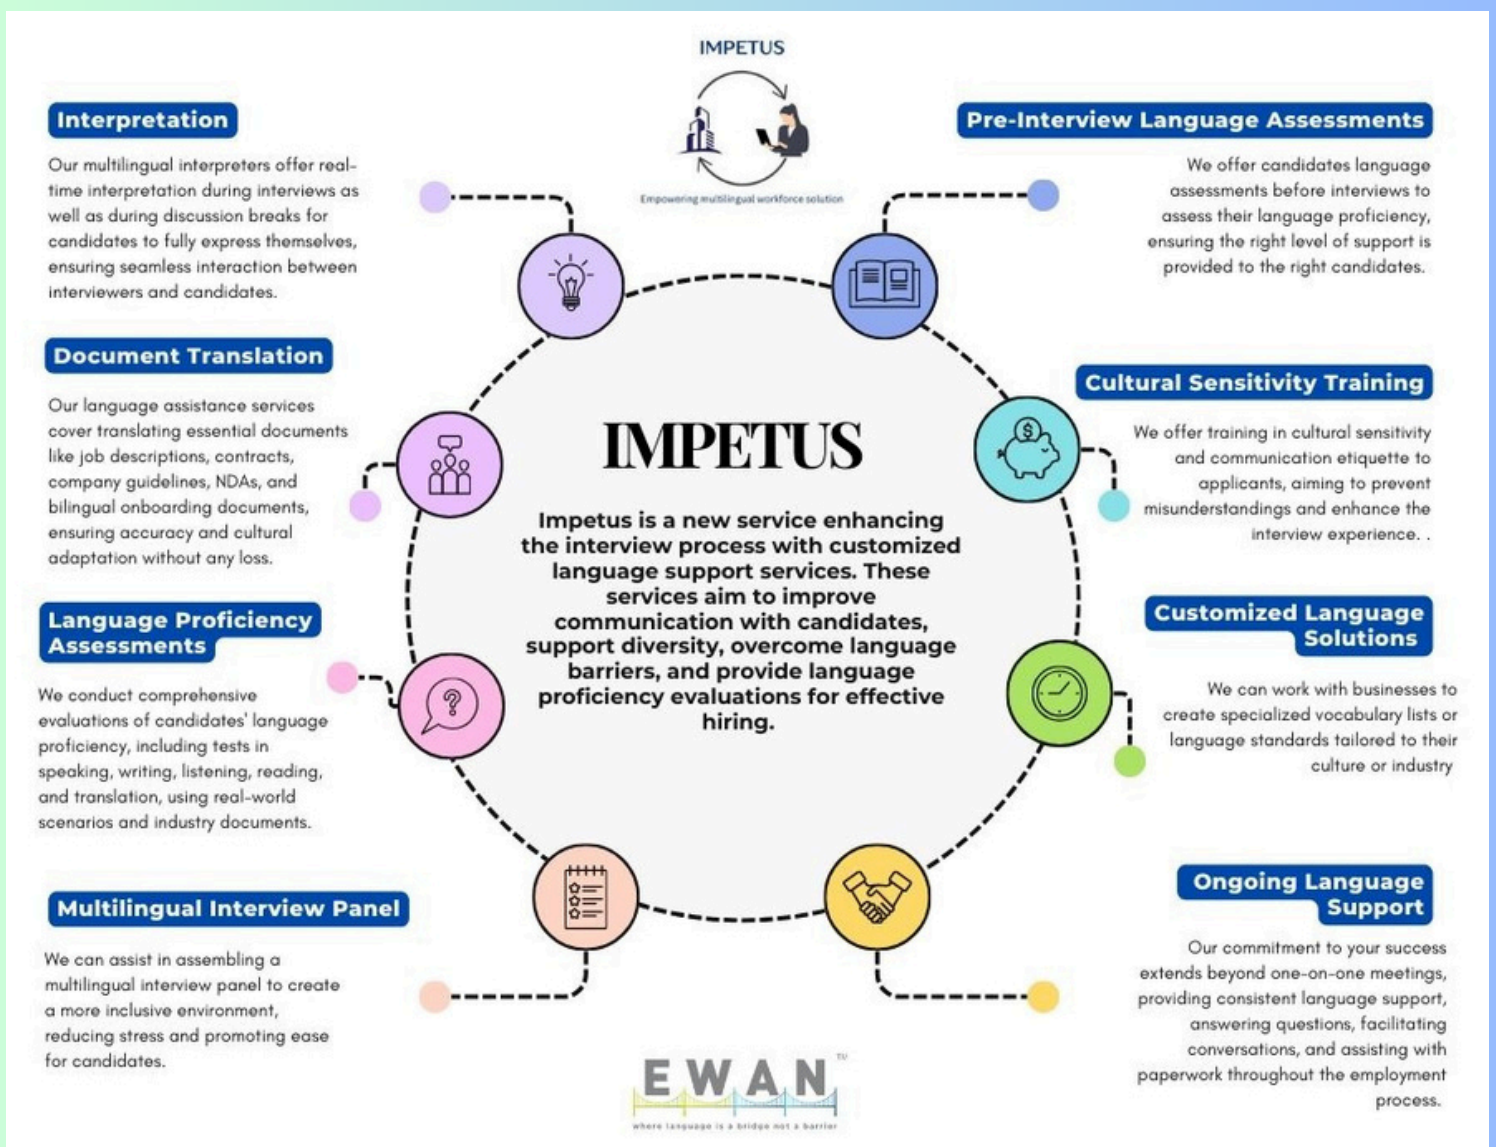 IMPETUS
Empowering multilingual workforce solution
Interpretation
Our multilingual interpreters offer real-
time interpretation during interviews as
well as during discussion breaks for
candidates to fully express themselves,
ensuring seamless interaction between
interviewers and candidates.
Document Translation
Our language assistance services
cover translating essential documents
like job descriptions, contracts,
company guidelines, NDAs, and
bilingual onboarding documents,
ensuring accuracy and cultural
adaptation without any loss.
Language Proficiency
Assessments
We conduct comprehensive
evaluations of candidates' language
proficiency, including tests in
speaking, writing, listening, reading,
and translation, using real-world
scenarios and industry documents.
Multilingual Interview Panel
We can assist in assembling a
multilingual interview panel to create
a more inclusive environment,
reducing stress and promoting ease
for candidates.
IMPETUS
Impetus is a new service enhancing
the interview process with customized
language support services. These
services aim to improve
communication with candidates,
support diversity, overcome language
barriers, and provide language
proficiency evaluations for effective
hiring.
?
$
Pre-Interview Language Assessments
We offer candidates language
assessments before interviews to
assess their language proficiency,
ensuring the right level of support is
provided to the right candidates.
Cultural Sensitivity Training
We offer training in cultural sensitivity
and communication etiquette to
applicants, aiming to prevent
misunderstandings and enhance the
interview experience. .
Customized Language
Solutions
We can work with businesses to
create specialized vocabulary lists or
language standards tailored to their
culture or industry
Ongoing Language
Support
Our commitment to your success
extends beyond one-on-one meetings,
providing consistent language support,
answering questions, facilitating
conversations, and assisting with
paperwork throughout the employment
process.
EWAN™
where language is a bridge not a barrier